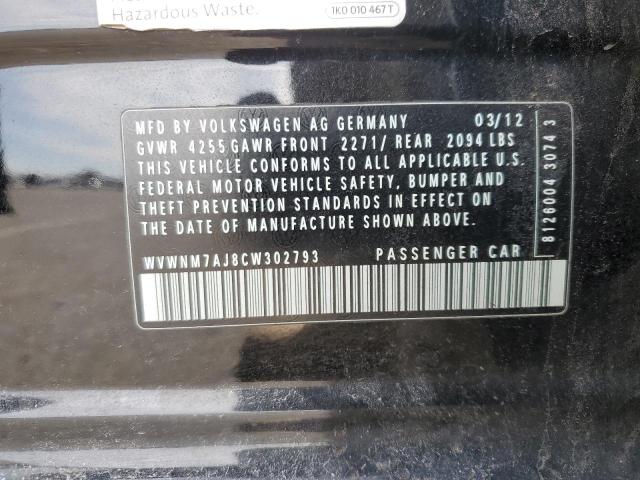 Hazardous Waste.
1K0 010 467 T
MFD BY VOLKSWAGEN AG GERMANY 03/12
GVWR 4255 GAWR FRONT 2271/ REAR 2094 LBS
THIS VEHICLE CONFORMS TO ALL APPLICABLE U.S.
FEDERAL MOTOR VEHICLE SAFETY, BUMPER AND
THEFT PREVENTION STANDARDS IN EFFECT ON
THE DATE OF MANUFACTURE SHOWN ABOVE.
WVWNM7AJ8CW302793 PASSENGER CAR
8126004 3074 3